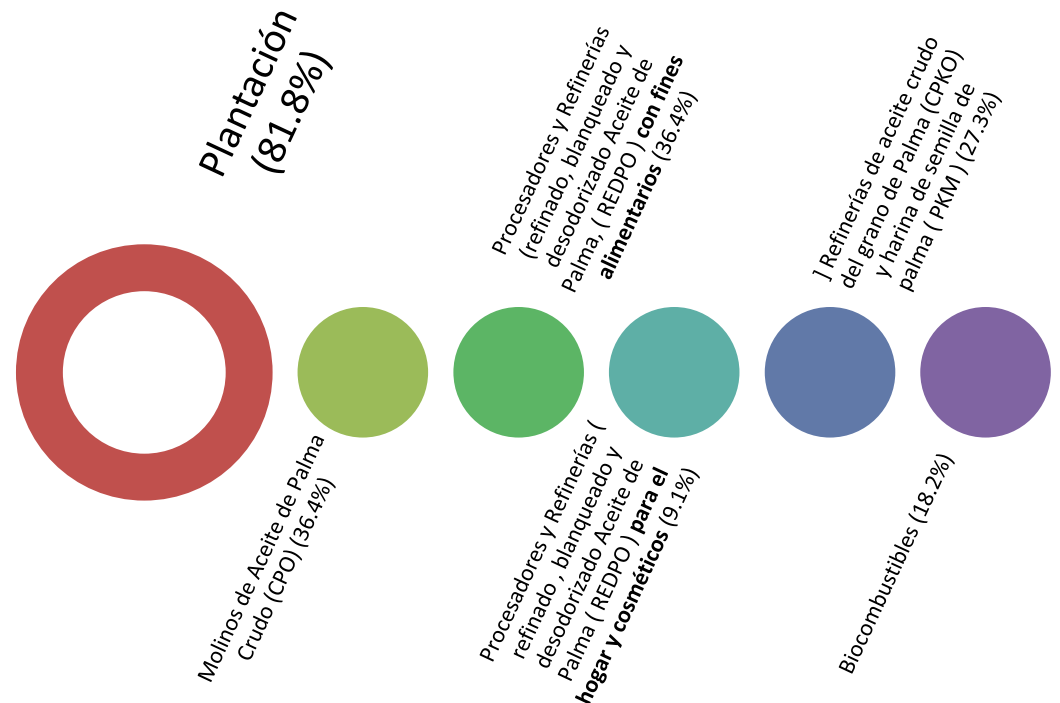 Plantación
(81.8%)
Molinos de Aceite de Palma
Crudo (CPO) (36.4%)
Procesadores y Refinerías
(refinado, blanqueado y
desodorizado Aceite de
Palma, ( REDPO ) con fines
alimentarios (36.4%)
Procesadores y Refinerías (
refinado , blanqueado y
desodorizado Aceite de
Palma ( REDPO ) para el
hogar y cosméticos (9.1%)
] Refinerías de aceite crudo
del grano de Palma (CPKO)
y harina de semilla de
palma ( PKM ) (27.3%)
Biocombustibles (18.2%)